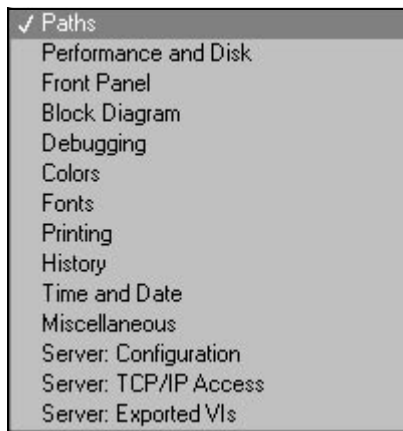 ✓ Paths
Performance and Disk
Front Panel
Block Diagram
Debugging
Colors
Fonts
Printing
History
Time and Date
Miscellaneous
Server: Configuration
Server: TCP/IP Access
Server: Exported VIs